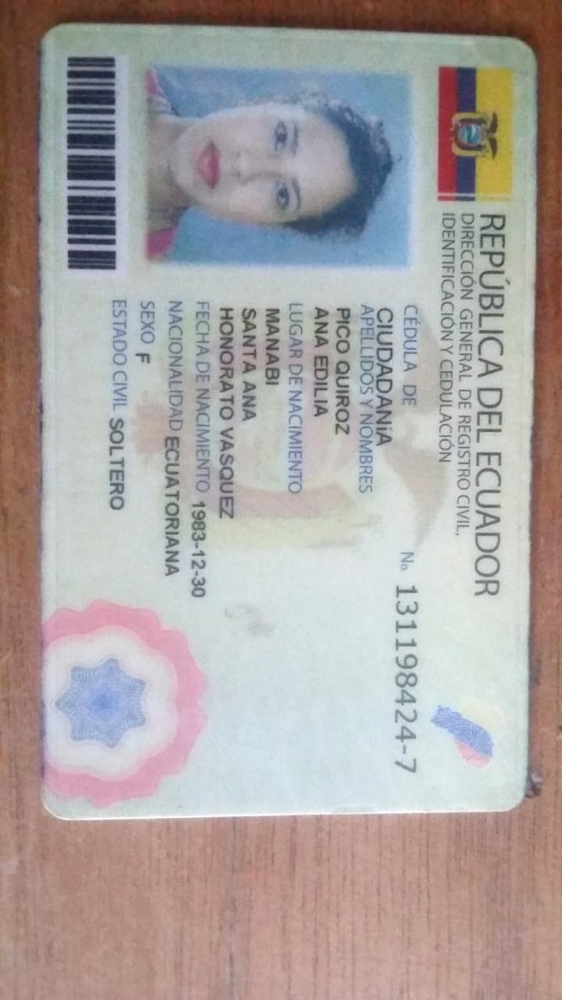 REPÚBLICA DEL ECUADOR
DIRECCIÓN GENERAL DE REGISTRO CIVIL,
IDENTIFICACIÓN Y CEDULACIÓN
CÉDULA DE No. 131198424-7
CIUDADANíA
APELLIDOS Y NOMBRES
PICO QUIROZ
ANA EDILIA
LUGAR DE NACIMIENTO
MANABI
SANTA ANA
HONORATO VASQUEZ
FECHA DE NACIMIENTO 1983-12-30
NACIONALIDAD ECUATORIANA
SEXO F
ESTADO CIVIL SOLTERO